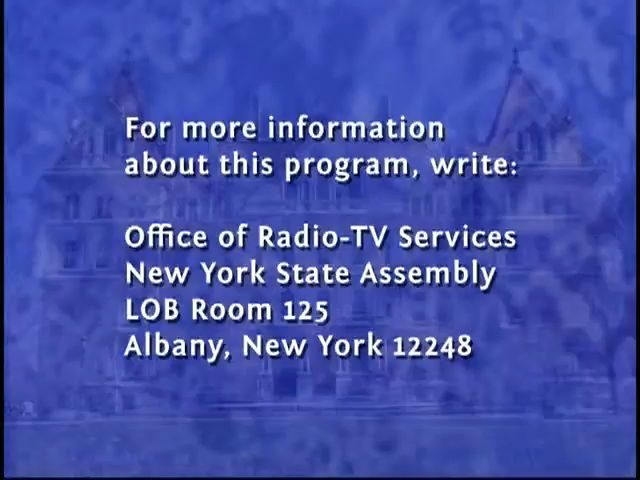 For more information
about this program, write:
Office of Radio-TV Services
New York State Assembly
LOB Room 125
Albany, New York 12248